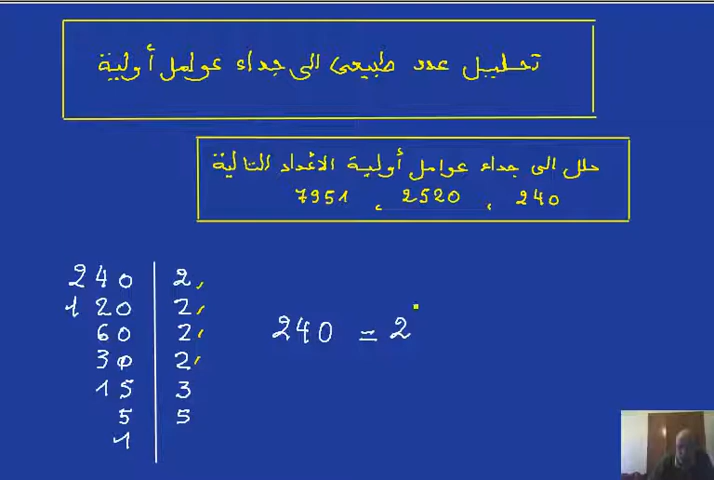 تحليل عدد طبيعي الى جداء عوامل أولية
حلل الى جداء عوامل أولية الاعداد التالية
240 ، 2520 ، 7951
240 | 2,
120 | 2,
60 | 2,
30 | 2,
15 | 3
5 | 5
1 |
240 = 2